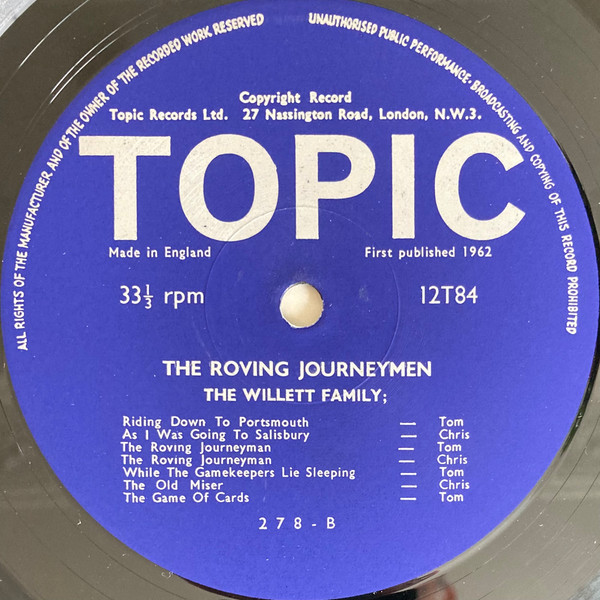 ALL RIGHTS OF THE MANUFACTURER AND OF THE OWNER OF THE RECORDED WORK RESERVED
UNAUTHORISED PUBLIC PERFORMANCE · BROADCASTING AND COPYING OF THIS RECORD PROHIBITED
Copyright Record
Topic Records Ltd. 27 Nassington Road, London, N.W.3.
TOPIC
Made in England First published 1962
33⅓ rpm 12T84
THE ROVING JOURNEYMEN
THE WILLETT FAMILY;
Riding Down To Portsmouth — Tom
As I Was Going To Salisbury — Chris
The Roving Journeyman — Tom
The Roving Journeyman — Chris
While The Gamekeepers Lie Sleeping — Tom
The Old Miser — Chris
The Game Of Cards — Tom
278-B